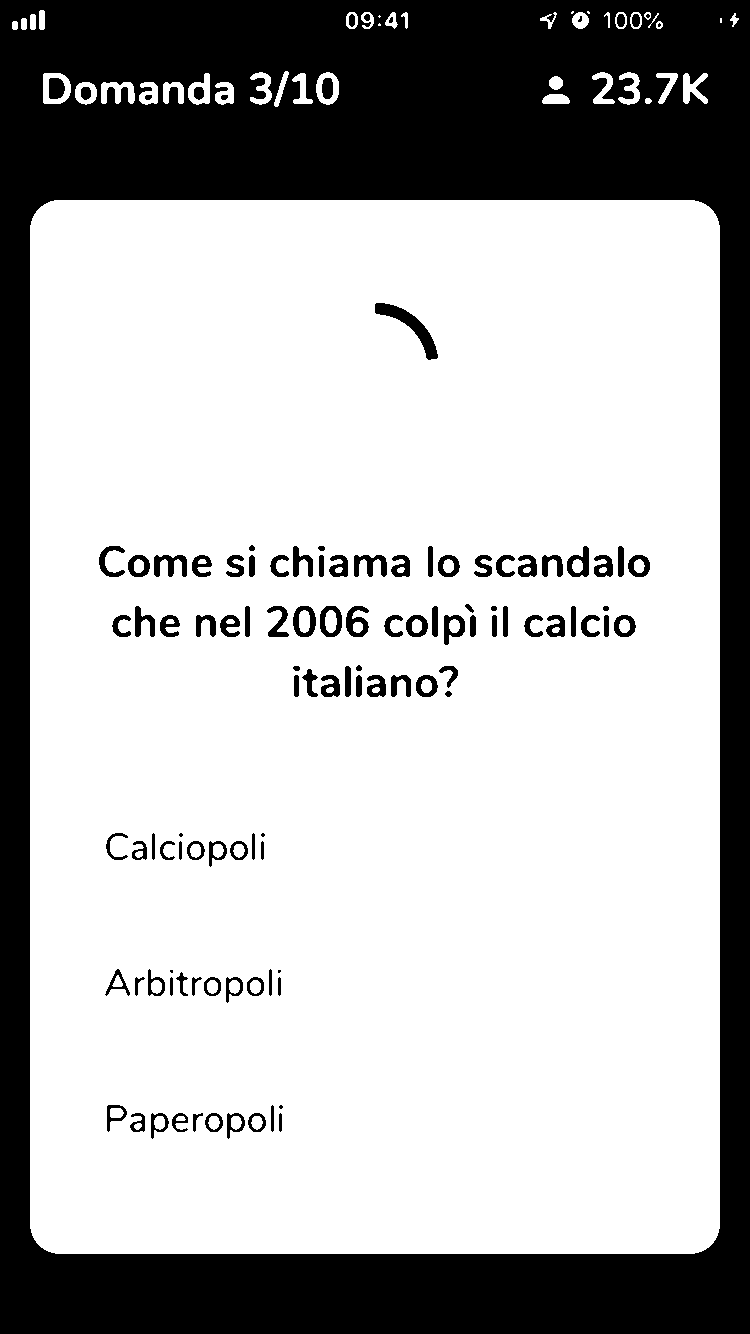 09:41 100%
Domanda 3/10 23.7K
Come si chiama lo scandalo
che nel 2006 colpì il calcio
italiano?
Calciopoli
Arbitropoli
Paperopoli